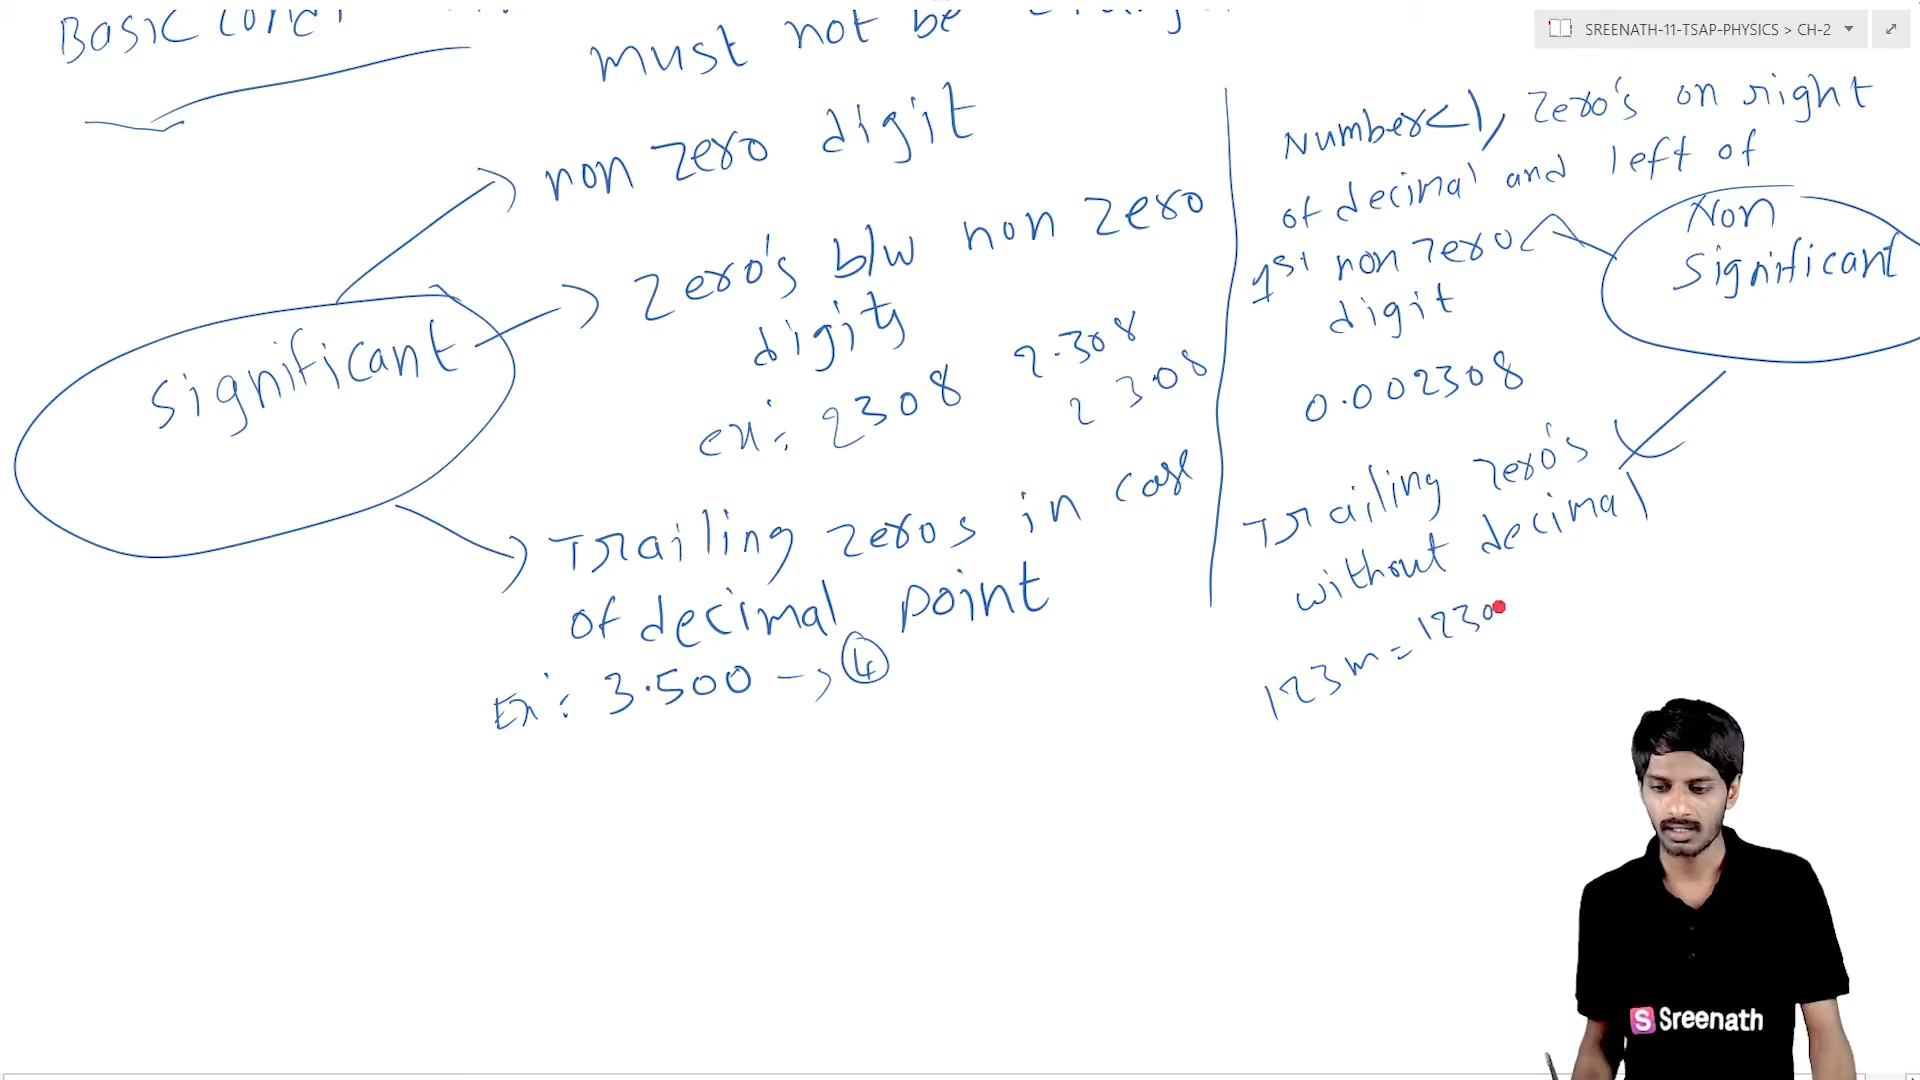 Basic
must not be
SREENATH-11-TSAP-PHYSICS > CH-2
non zero digit
zero's b/w non zero
digits
ex: 2308 2.308
2 3.08
Significant
Trailing zeros in case
of decimal point
Ex: 3.500 → 4
Number<1, zero's on right
of decimal and left of
1st non zero
digit
0.002308
Non
Significant
Trailing zero's
without decimal
123m = 1230
S Sreenath